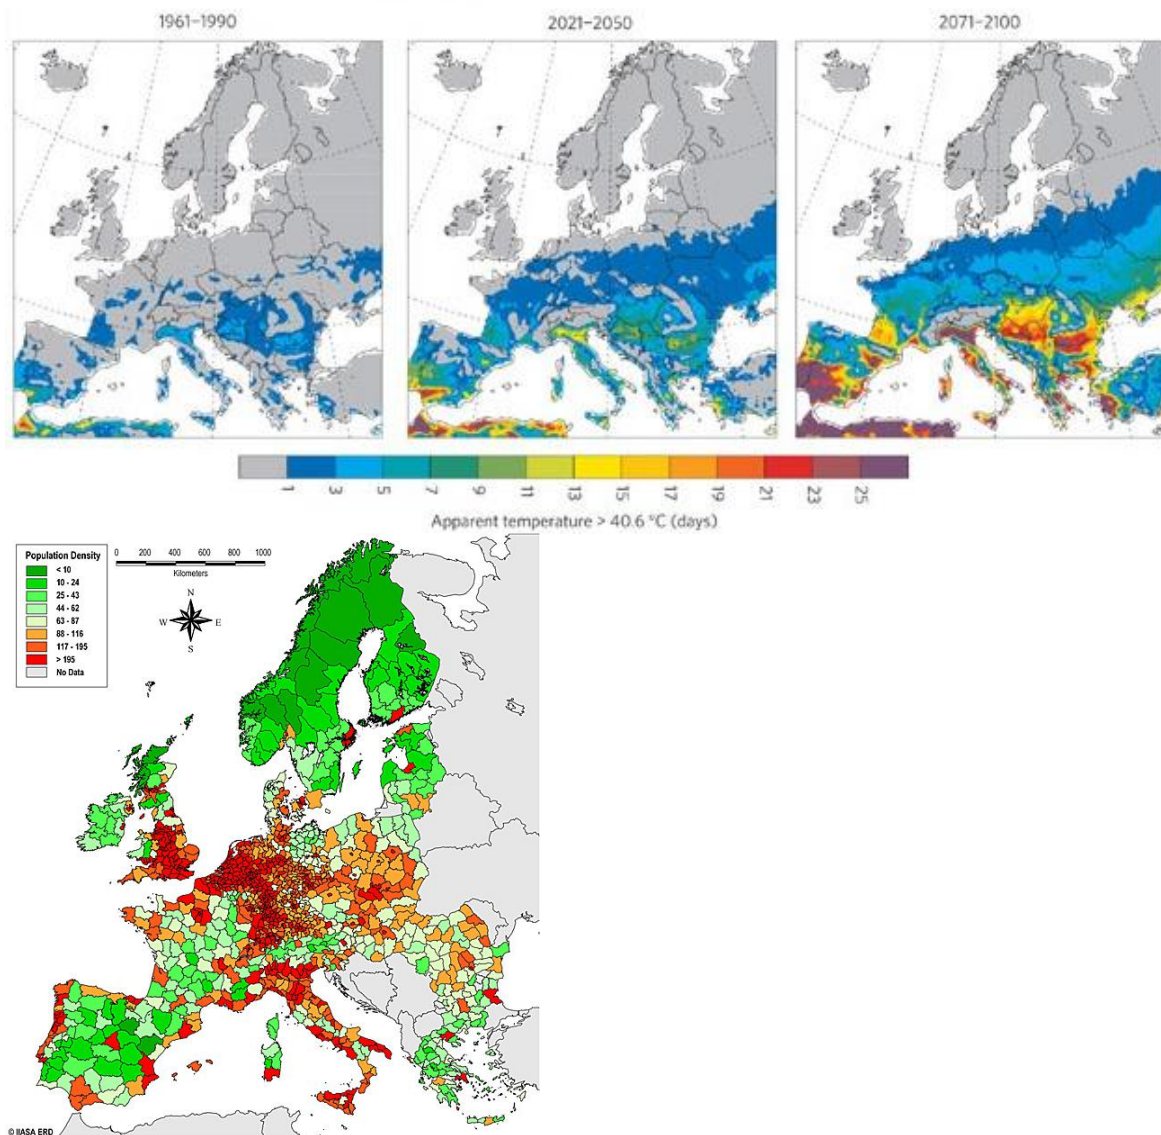 1961–1990
2021–2050
2071–2100
1 3 5 7 9 11 13 15 17 19 21 23 25
Apparent temperature > 40.6 °C (days)
Population Density
< 10
10 - 24
25 - 43
44 - 62
63 - 87
88 - 116
117 - 195
> 195
No Data
0 200 400 600 800 1000
Kilometers
N
W E
S
© IIASA ERD